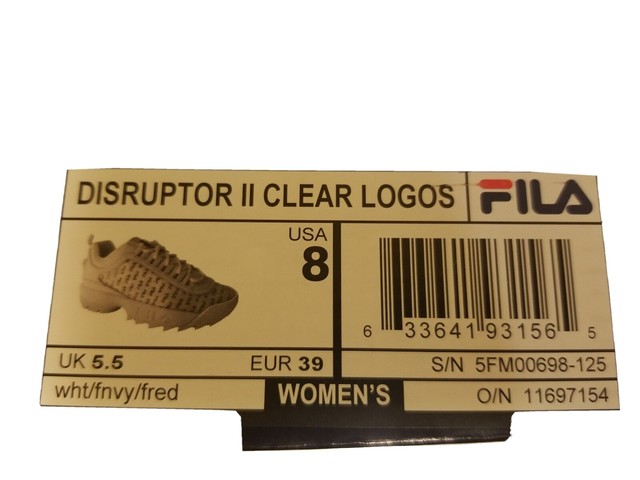 DISRUPTOR II CLEAR LOGOS FILA
USA
8
6 33641 93156 5
UK 5.5 EUR 39 S/N 5FM00698-125
wht/fnvy/fred WOMEN'S O/N 11697154